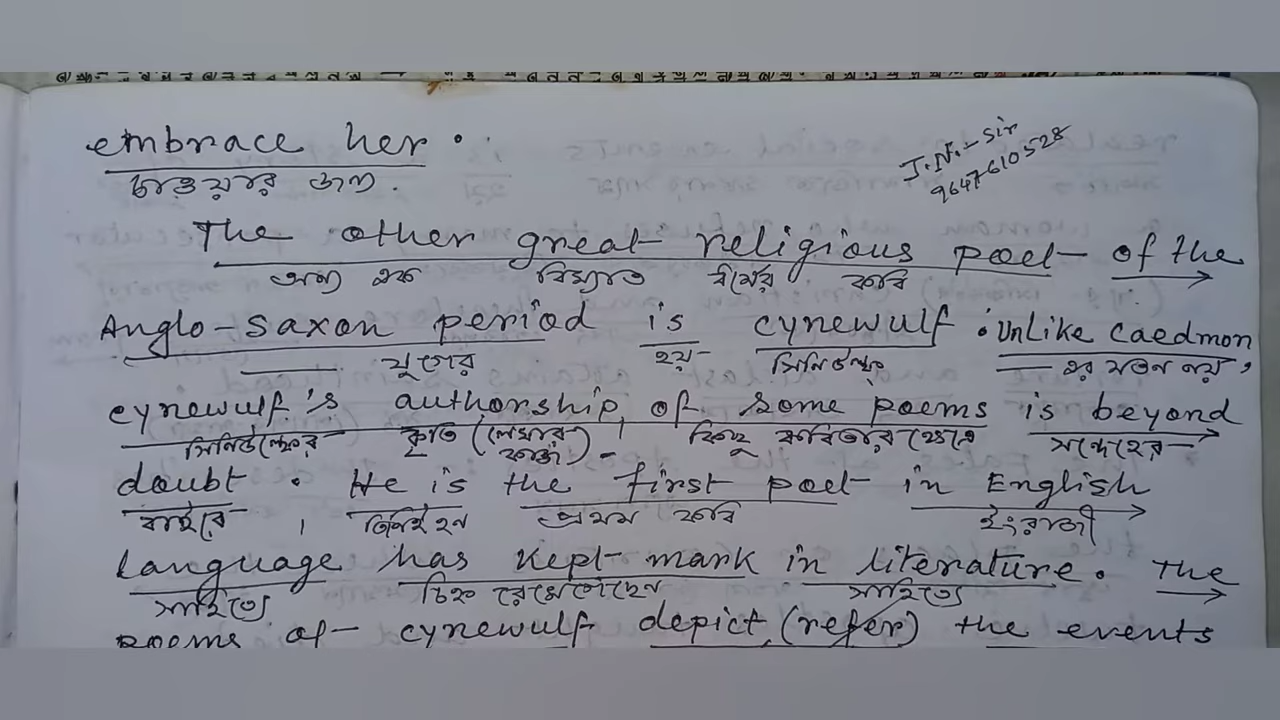 embrace her.
চাওয়ার জন্য.
J.N.-Sir
9647610528
The other great religious poet of the
অন্য এক বিখ্যাত ধর্মের কবি
Anglo-Saxon period is cynewulf. Unlike Caedmon
যুগের হয়- সিনিউল্ফ -এর মতন নয়,
cynewulf's authorship, of some poems is beyond
সিনিউল্ফের কৃতি (লেখার কাজ) - কিছু কবিতার ক্ষেত্রে সন্দেহের-
doubt. He is the first poet in English
বাইরে, তিনিই হন প্রথম কবি ইংরাজী
language has kept mark in literature. The
সাহিত্যে চিহ্ন রেখেছেন সাহিত্যে
poems of cynewulf depict, (refer) the events